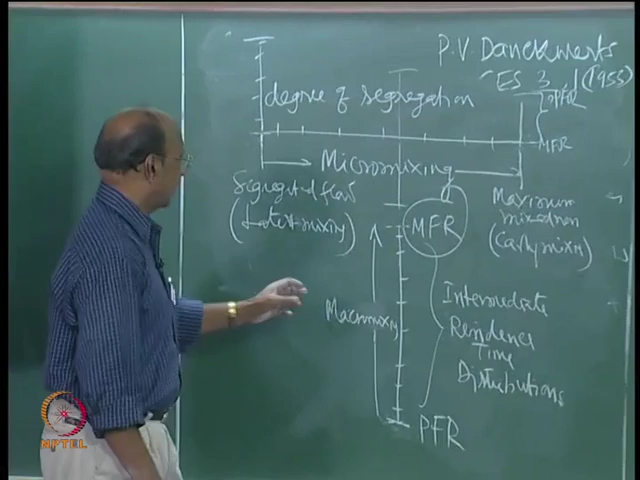 P.V Danckwerts
CES 3 (1955)
degree of segregation
PFR
MFR
Micromixing
Segregated flow
(Late mixing)
MFR
Maximum
mixedness
(Early mixing)
Macromixing
Intermediate
Residence
Time
Distributions
PFR
NPTEL